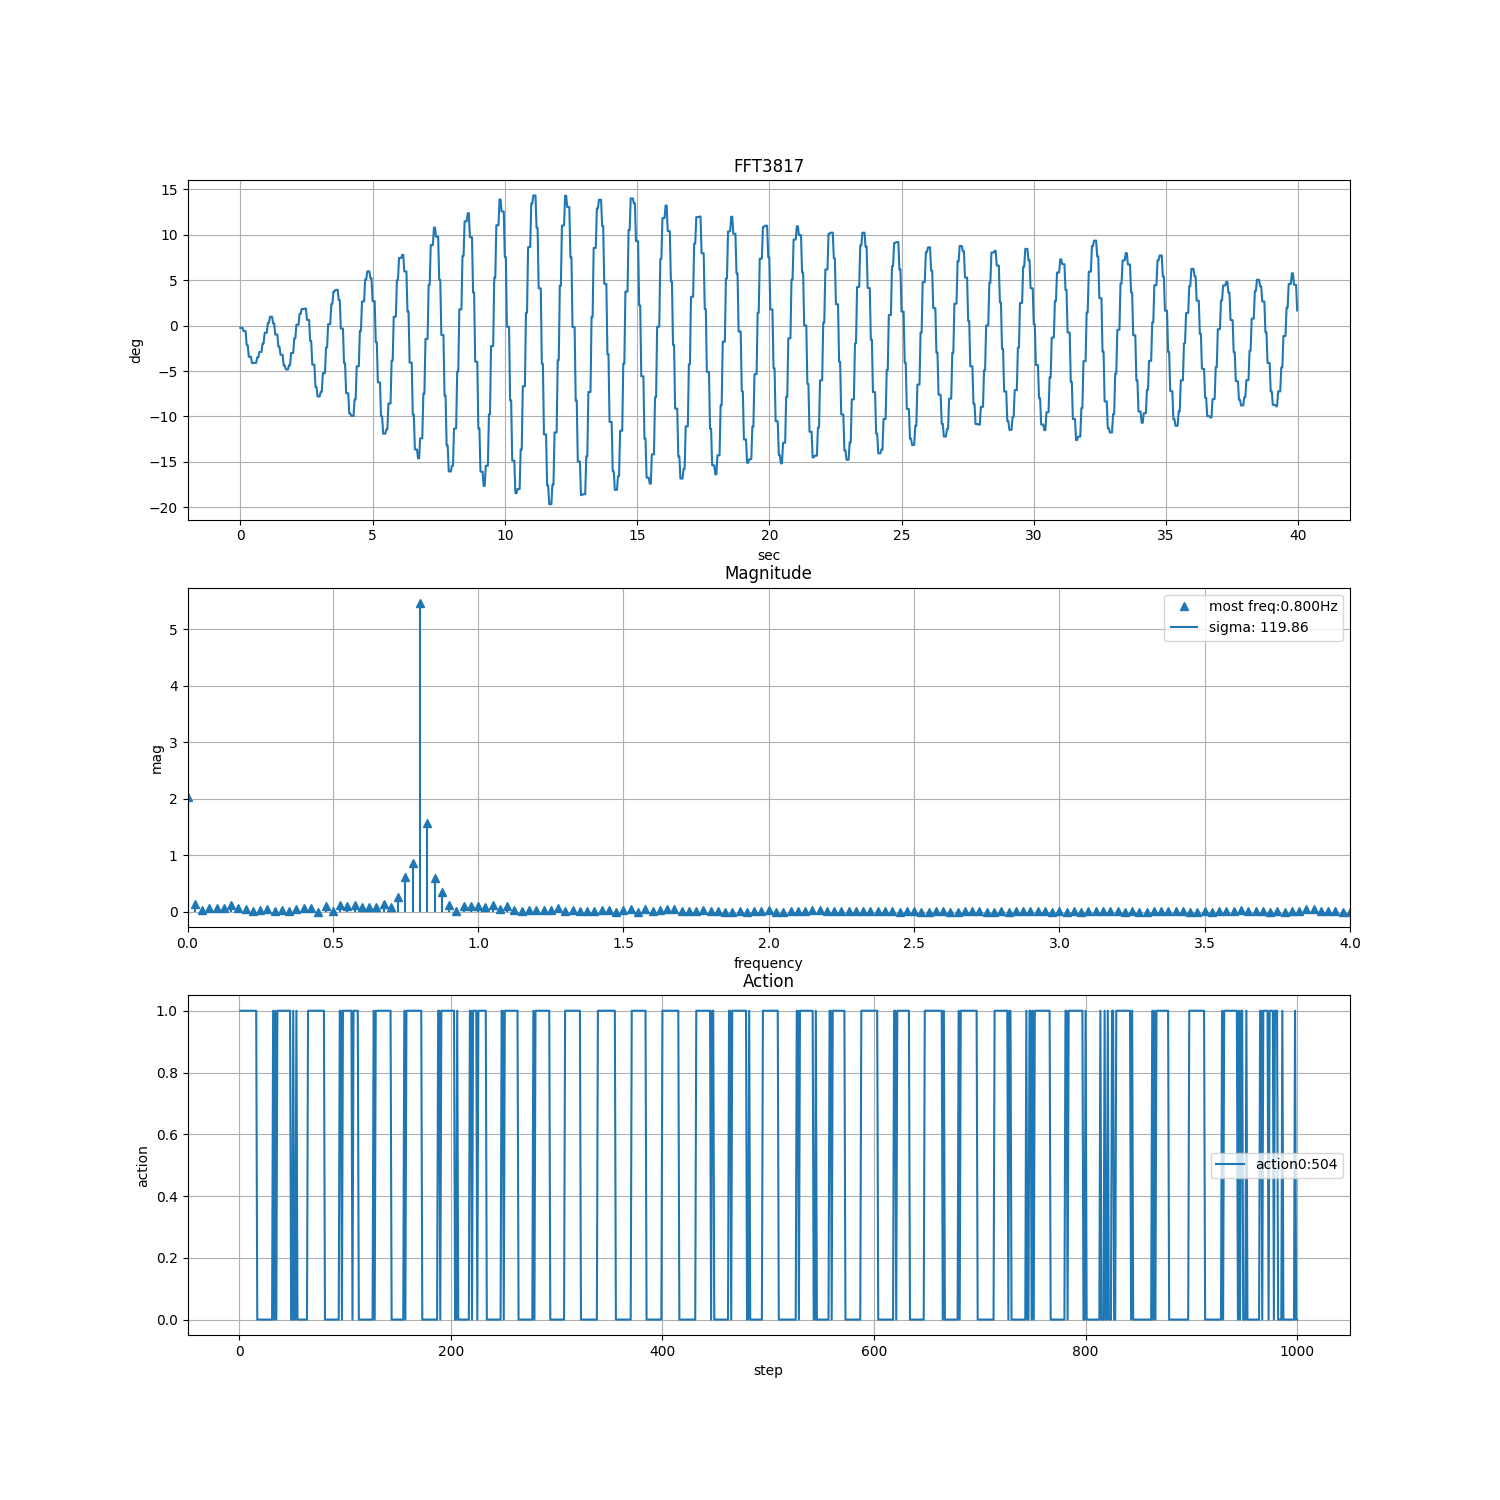 FFT3817
15
10
5
0
−5
−10
−15
−20
deg
0 5 10 15 20 25 30 35 40
sec
Magnitude
5
4
3
2
1
0
mag
most freq:0.800Hz
sigma: 119.86
0.0 0.5 1.0 1.5 2.0 2.5 3.0 3.5 4.0
frequency
Action
1.0
0.8
0.6
0.4
0.2
0.0
action
action0:504
0 200 400 600 800 1000
step